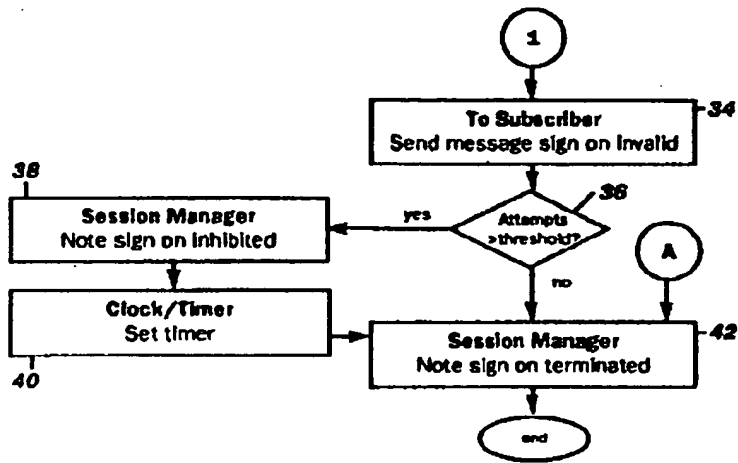 1
34
To Subscriber
Send message sign on invalid
38
36
Session Manager
Note sign on inhibited
yes
Attempts
>threshold?
A
no
Clock/Timer
Set timer
40
Session Manager
Note sign on terminated
42
end